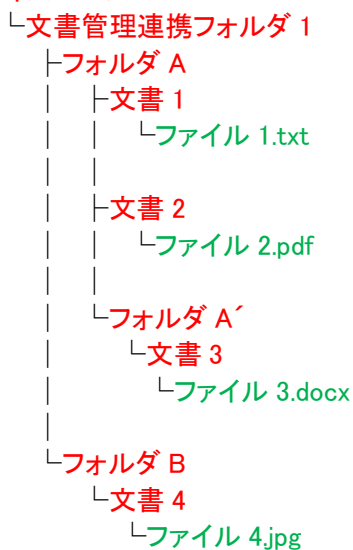 └文書管理連携フォルダ 1
├フォルダ A
│ ├文書 1
│ │ └ファイル 1.txt
│ │
│ ├文書 2
│ │ └ファイル 2.pdf
│ │
│ └フォルダ A´
│ └文書 3
│ └ファイル 3.docx
│
└フォルダ B
└文書 4
└ファイル 4.jpg